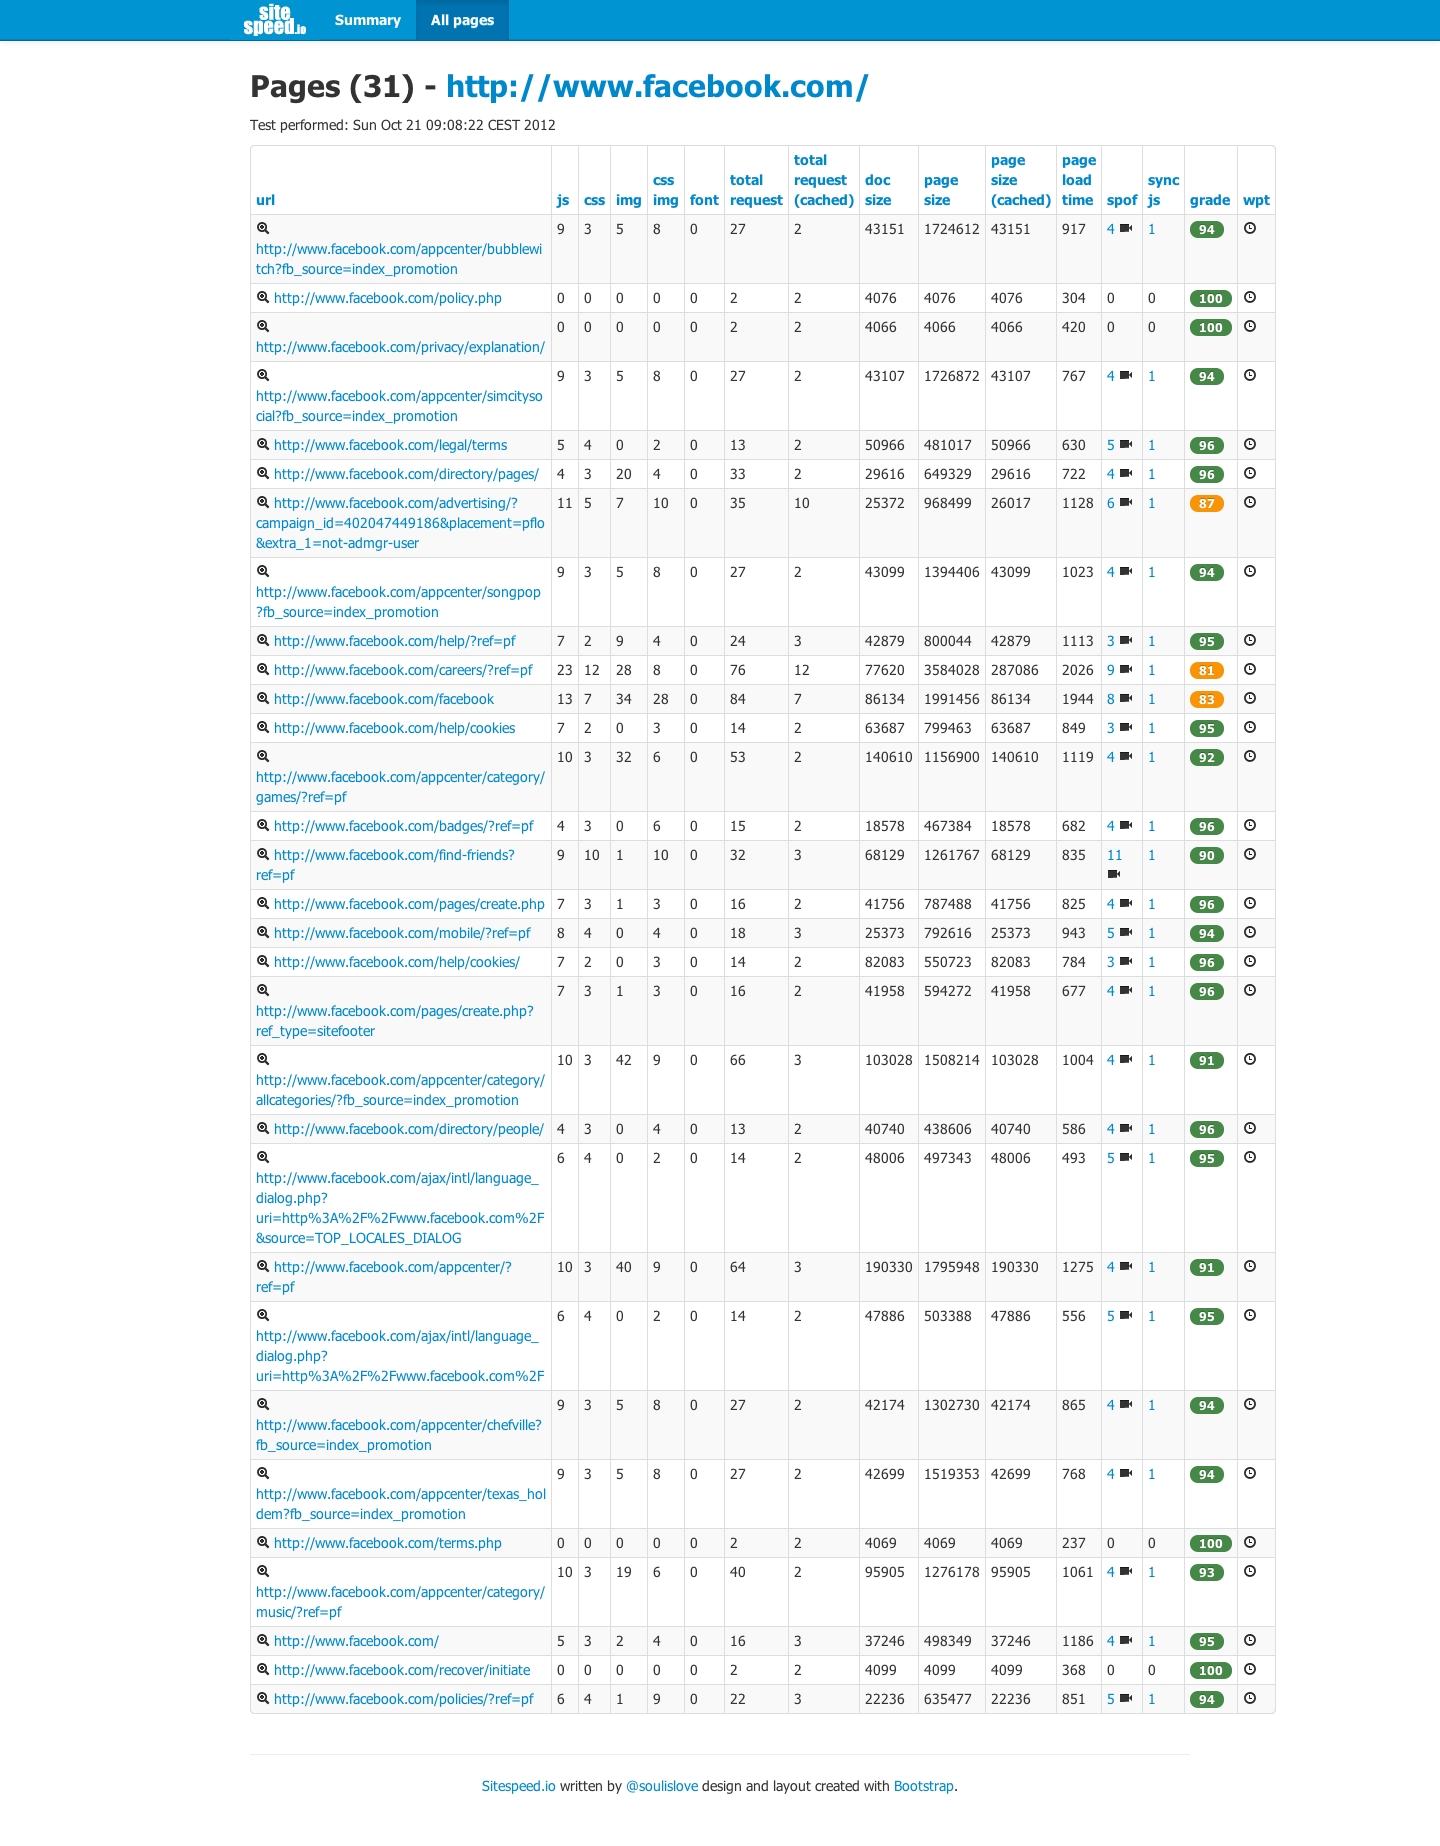 site
speed.io Summary All pages
Pages (31) - http://www.facebook.com/
Test performed: Sun Oct 21 09:08:22 CEST 2012
url js css img css img font total request total request (cached) doc size page size page size (cached) page load time spof sync js grade wpt
http://www.facebook.com/appcenter/bubblewi 9 3 5 8 0 27 2 43151 1724612 43151 917 4 1 94
tch?fb_source=index_promotion
http://www.facebook.com/policy.php 0 0 0 0 0 2 2 4076 4076 4076 304 0 0 100
http://www.facebook.com/privacy/explanation/ 0 0 0 0 0 2 2 4066 4066 4066 420 0 0 100
http://www.facebook.com/appcenter/simcityso 9 3 5 8 0 27 2 43107 1726872 43107 767 4 1 94
cial?fb_source=index_promotion
http://www.facebook.com/legal/terms 5 4 0 2 0 13 2 50966 481017 50966 630 5 1 96
http://www.facebook.com/directory/pages/ 4 3 20 4 0 33 2 29616 649329 29616 722 4 1 96
http://www.facebook.com/advertising/? 11 5 7 10 0 35 10 25372 968499 26017 1128 6 1 87
campaign_id=402047449186&placement=pflo
&extra_1=not-admgr-user
http://www.facebook.com/appcenter/songpop 9 3 5 8 0 27 2 43099 1394406 43099 1023 4 1 94
?fb_source=index_promotion
http://www.facebook.com/help/?ref=pf 7 2 9 4 0 24 3 42879 800044 42879 1113 3 1 95
http://www.facebook.com/careers/?ref=pf 23 12 28 8 0 76 12 77620 3584028 287086 2026 9 1 81
http://www.facebook.com/facebook 13 7 34 28 0 84 7 86134 1991456 86134 1944 8 1 83
http://www.facebook.com/help/cookies 7 2 0 3 0 14 2 63687 799463 63687 849 3 1 95
http://www.facebook.com/appcenter/category/ 10 3 32 6 0 53 2 140610 1156900 140610 1119 4 1 92
games/?ref=pf
http://www.facebook.com/badges/?ref=pf 4 3 0 6 0 15 2 18578 467384 18578 682 4 1 96
http://www.facebook.com/find-friends? 9 10 1 10 0 32 3 68129 1261767 68129 835 11 1 90
ref=pf
http://www.facebook.com/pages/create.php 7 3 1 3 0 16 2 41756 787488 41756 825 4 1 96
http://www.facebook.com/mobile/?ref=pf 8 4 0 4 0 18 3 25373 792616 25373 943 5 1 94
http://www.facebook.com/help/cookies/ 7 2 0 3 0 14 2 82083 550723 82083 784 3 1 96
http://www.facebook.com/pages/create.php? 7 3 1 3 0 16 2 41958 594272 41958 677 4 1 96
ref_type=sitefooter
http://www.facebook.com/appcenter/category/ 10 3 42 9 0 66 3 103028 1508214 103028 1004 4 1 91
allcategories/?fb_source=index_promotion
http://www.facebook.com/directory/people/ 4 3 0 4 0 13 2 40740 438606 40740 586 4 1 96
http://www.facebook.com/ajax/intl/language_ 6 4 0 2 0 14 2 48006 497343 48006 493 5 1 95
dialog.php?
uri=http%3A%2F%2Fwww.facebook.com%2F
&source=TOP_LOCALES_DIALOG
http://www.facebook.com/appcenter/? 10 3 40 9 0 64 3 190330 1795948 190330 1275 4 1 91
ref=pf
http://www.facebook.com/ajax/intl/language_ 6 4 0 2 0 14 2 47886 503388 47886 556 5 1 95
dialog.php?
uri=http%3A%2F%2Fwww.facebook.com%2F
http://www.facebook.com/appcenter/chefville? 9 3 5 8 0 27 2 42174 1302730 42174 865 4 1 94
fb_source=index_promotion
http://www.facebook.com/appcenter/texas_hol 9 3 5 8 0 27 2 42699 1519353 42699 768 4 1 94
dem?fb_source=index_promotion
http://www.facebook.com/terms.php 0 0 0 0 0 2 2 4069 4069 4069 237 0 0 100
http://www.facebook.com/appcenter/category/ 10 3 19 6 0 40 2 95905 1276178 95905 1061 4 1 93
music/?ref=pf
http://www.facebook.com/ 5 3 2 4 0 16 3 37246 498349 37246 1186 4 1 95
http://www.facebook.com/recover/initiate 0 0 0 0 0 2 2 4099 4099 4099 368 0 0 100
http://www.facebook.com/policies/?ref=pf 6 4 1 9 0 22 3 22236 635477 22236 851 5 1 94
Sitespeed.io written by @soulislove design and layout created with Bootstrap.